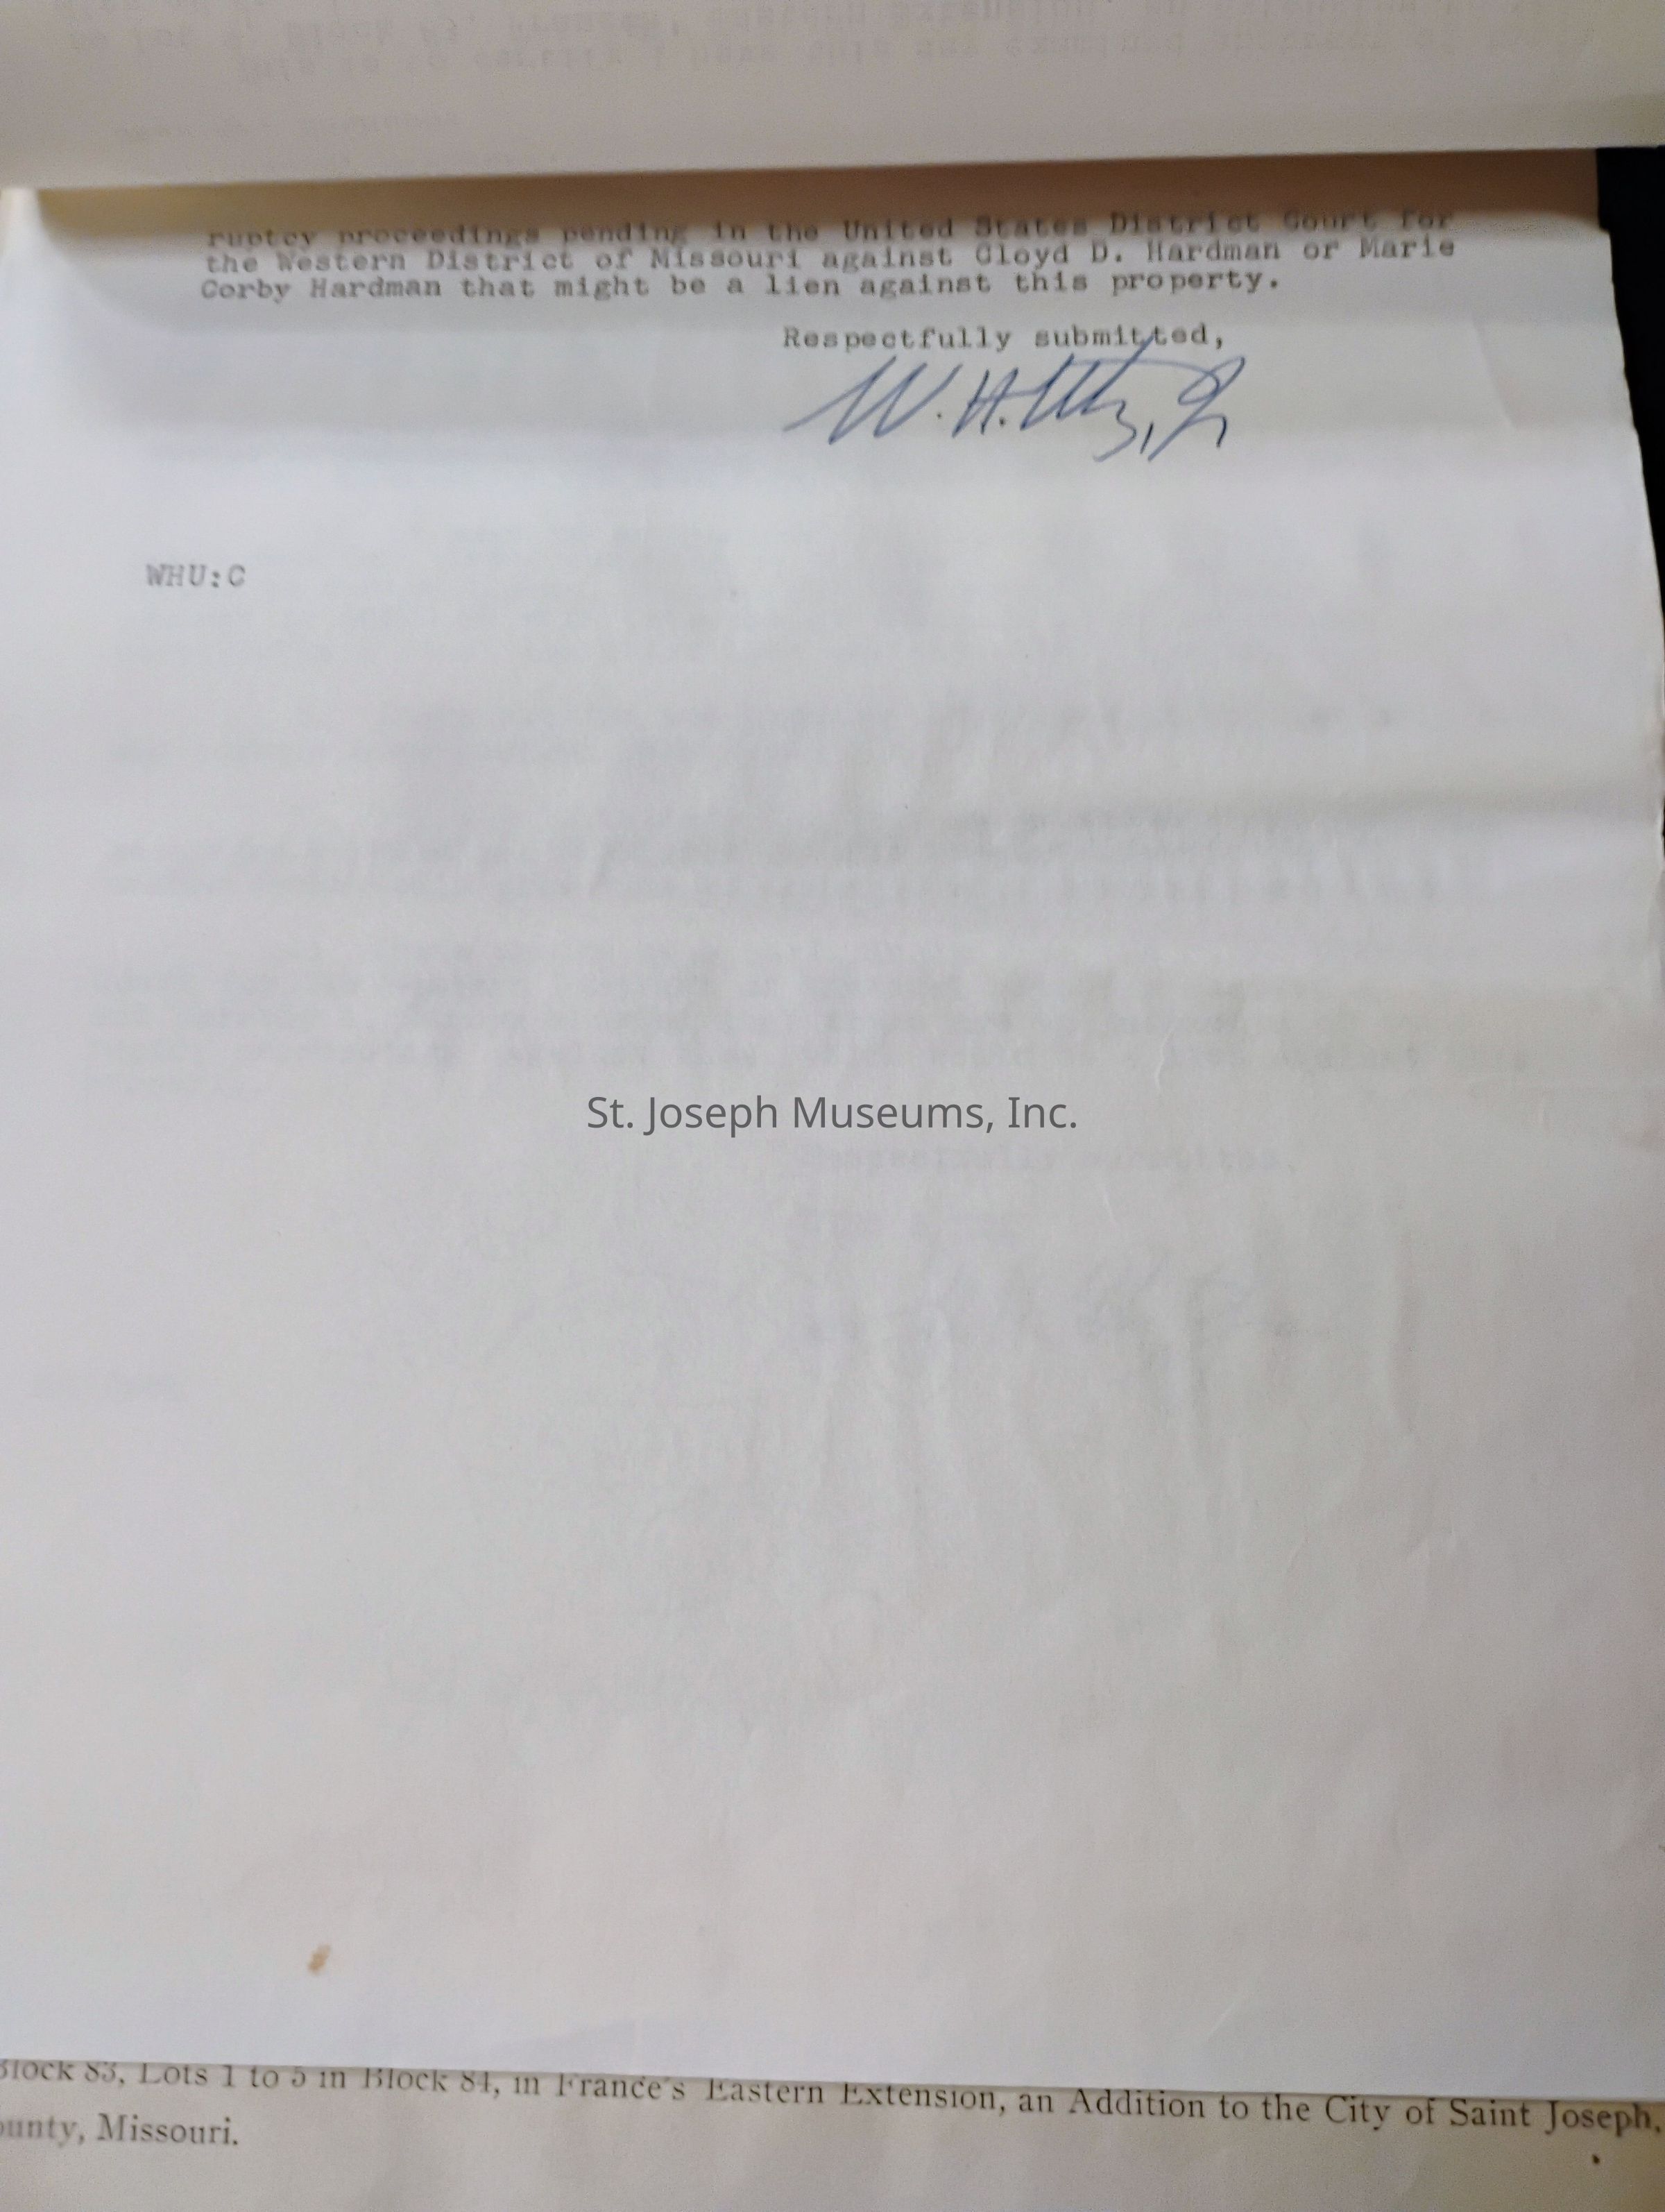 ruptcy proceedings pending in the United States District Court for
the Western District of Missouri against Cloyd D. Hardman or Marie
Corby Hardman that might be a lien against this property.
Respectfully submitted,
W. H. Utz, Jr
WHU:C
St. Joseph Museums, Inc.
Block 83, Lots 1 to 5 in Block 84, in France's Eastern Extension, an Addition to the City of Saint Joseph,
ounty, Missouri.